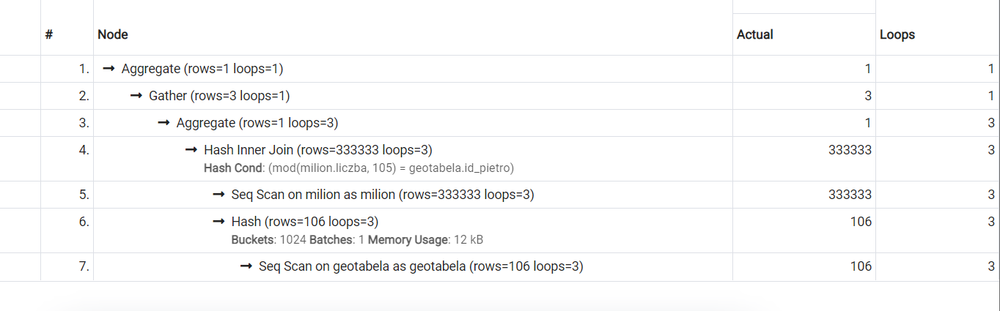 # Node Actual Loops
1. → Aggregate (rows=1 loops=1) 1 1
2. → Gather (rows=3 loops=1) 3 1
3. → Aggregate (rows=1 loops=3) 1 3
4. → Hash Inner Join (rows=333333 loops=3) 333333 3
Hash Cond: (mod(milion.liczba, 105) = geotabela.id_pietro)
5. → Seq Scan on milion as milion (rows=333333 loops=3) 333333 3
6. → Hash (rows=106 loops=3) 106 3
Buckets: 1024 Batches: 1 Memory Usage: 12 kB
7. → Seq Scan on geotabela as geotabela (rows=106 loops=3) 106 3